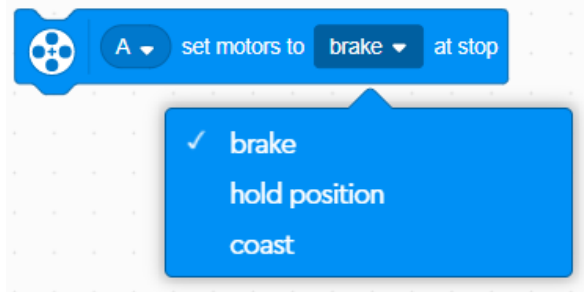 A set motors to brake at stop
brake
hold position
coast